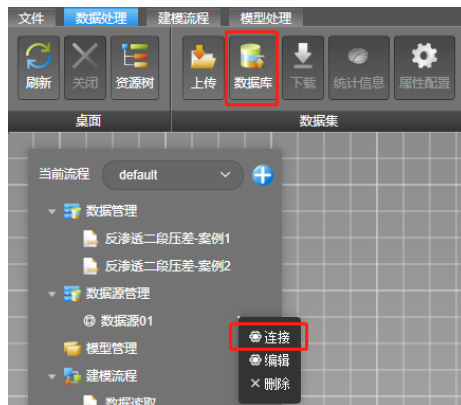 文件 数据处理 建模流程 模型处理
刷新 关闭 资源树 上传 数据库 下载 统计信息 属性配置
桌面 数据集
当前流程 default
数据管理
反渗透二段压差-案例1
反渗透二段压差-案例2
数据源管理
数据源01
连接
模型管理
编辑
建模流程
删除
数据读取